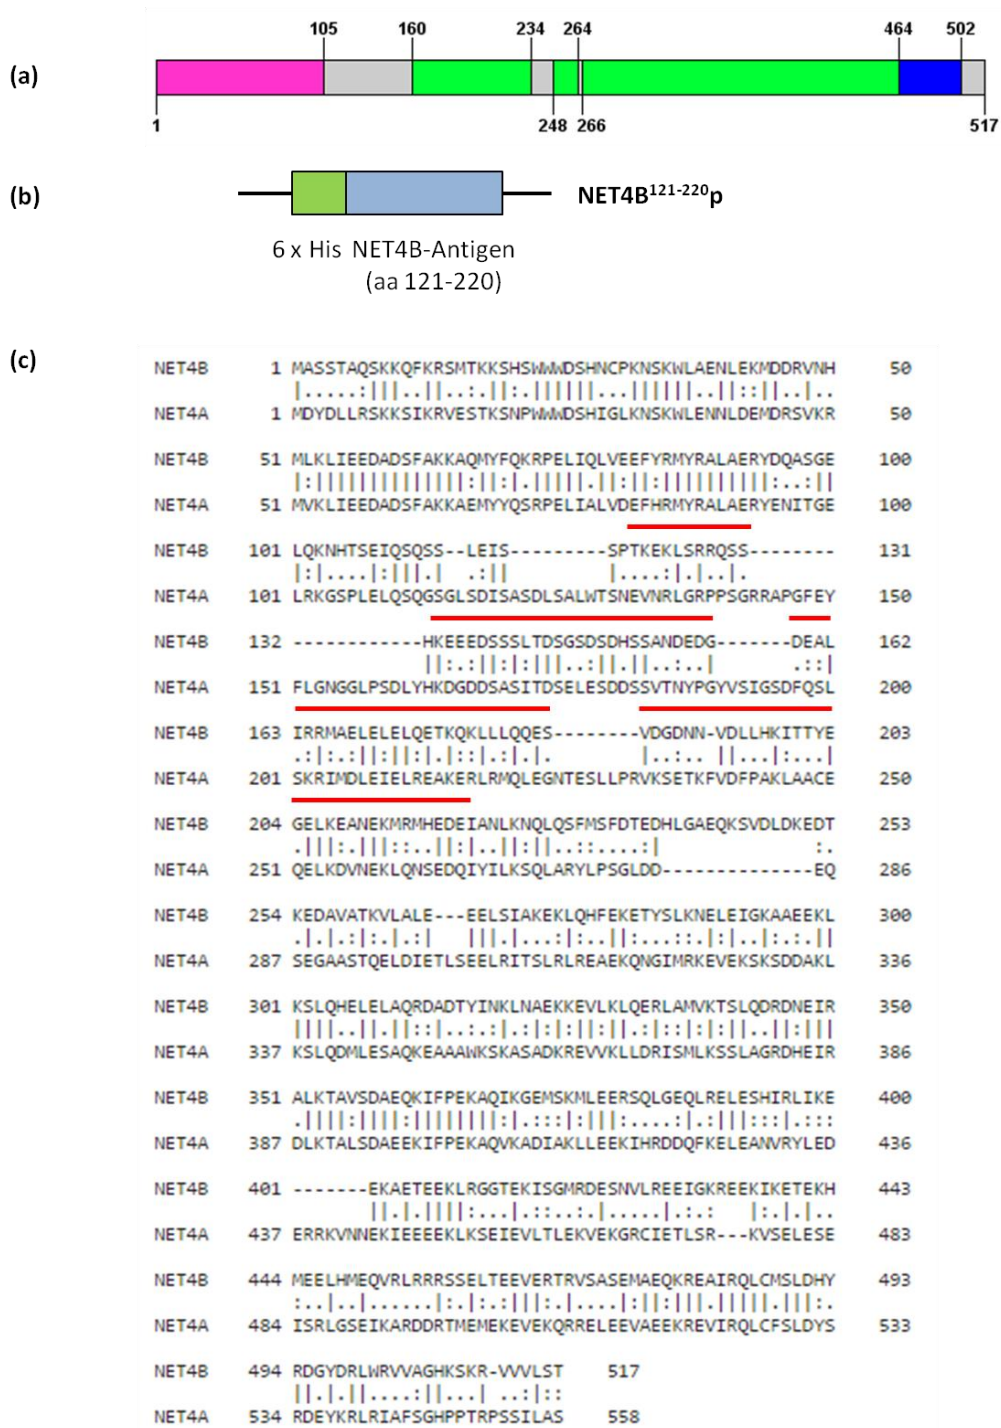 (a)
105 160 234 264 464 502
1 248 266 517
(b)
NET4B121-220p
6 x His NET4B-Antigen
(aa 121-220)
(c)
NET4B 1 MASSTAQSKKQFKRSMTKKSHSWWWDSHNCPKNSKWLAENLEKMDDRVNH 50
|.....:|||.:||..:.||:.||||||...||||||..||::||..|..
NET4A 1 MDYDLLRSKKSIKRVESTKSNPWWWDSHIGLKNSKWLENNLDEMDRSVKR 50
NET4B 51 MLKLIEEDADSFAKKAQMYFQKRPELIQLVEEFYRMYRALAERYDQASGE 100
|:||||||||||||||:||:|.|||||.||:||:||||||||||:..:||
NET4A 51 MVKLIEEDADSFAKKAEMYYQSRPELIALVDEFHRMYRALAERYENITGE 100
NET4B 101 LQKNHTSEIQSQSS--LEIS---------SPTKEKLSRRQSS-------- 131
|:|....|:|||.| .:|| |....:|.|..|.
NET4A 101 LRKGSPLELQSQGSGLSDISASDLSALWTSNEVNRLGRPPSGRRAPGFEY 150
NET4B 132 ------------HKEEEDSSSLTDSGSDSDHSSANDEDG-------DEAL 162
||:.:||:|:|||..:||.||..:..| .::|
NET4A 151 FLGNGGLPSDLYHKDGDDSASITDSELESDDSSVTNYPGYVSIGSDFQSL 200
NET4B 163 IRRMAELELELQETKQKLLLQQES--------VDGDNN-VDLLHKITTYE 203
.:|:.:||:||:|.:|:.|..|.| |..:. ||:..|:...|
NET4A 201 SKRIMDLEIELREAKERLRMQLEGNTESLLPRVKSETKFVDFPAKLAACE 250
NET4B 204 GELKEANEKMRMHEDEIANLKNQLQSFMSFDTEDHLGAEQKSVDLDKEDT 253
.|||:.|||::..||:|..||:||..::....:| :.
NET4A 251 QELKDVNEKLQNSEDQIYILKSQLARYLPSGLDD--------------EQ 286
NET4B 254 KEDAVATKVLALE---EELSIAKEKLQHFEKETYSLKNELEIGKAAEEKL 300
.|.|.:|:.|.:| |||.|...:|:..||:...::.:|:..|:.:.||
NET4A 287 SEGAASTQELDIETLSEELRITSLRLREAEKQNGIMRKEVEKSKSDDAKL 336
NET4B 301 KSLQHELELAQRDADTYINKLNAEKKEVLKLQERLAMVKTSLQDRDNEIR 350
||||..||.||::|..:.:|.:|:|:|:||.:|::|:|:||..||:|||
NET4A 337 KSLQDMLESAQKEAAAWKSKASADKREVVKLLDRISMLKSSLAGRDHEIR 386
NET4B 351 ALKTAVSDAEQKIFPEKAQIKGEMSKMLEERSQLGEQLRELESHIRLIKE 400
.||||:||||:||||||||:|.:::|:|||:.....|.:|||:::|.:::
NET4A 387 DLKTALSDAEEKIFPEKAQVKADIAKLLEEKIHRDDQFKELEANVRYLED 436
NET4B 401 -------EKAETEEKLRGGTEKISGMRDESNVLREEIGKREEKIKETEKH 443
||.|.||||:...|.::..:.:|.....|.:.: |:.|.|..
NET4A 437 ERRKVNNEKIEEEEKLKSEIEVLTLEKVEKGRCIETLSR---KVSELESE 483
NET4B 444 MEELHMEQVRLRRRSSELTEEVERTRVSASEMAEQKREAIRQLCMSLDHY 493
:..|..|......|:.|:.:|||:.|....|:||:|||.|||||.|||:.
NET4A 484 ISRLGSEIKARDDRTMEMEKEVEKQRRELEEVAEEKREVIRQLCFSLDYS 533
NET4B 494 RDGYDRLWRVVAGHKSKR-VVVLST 517
||.|.||....:||...| ..:|::
NET4A 534 RDEYKRLRIAFSGHPPTRPSSILAS 558